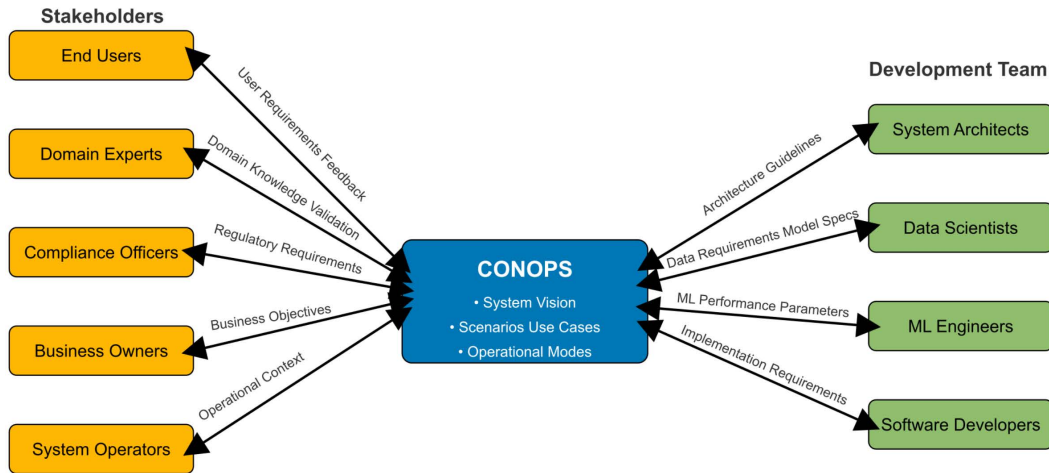 Stakeholders
End Users
Domain Experts
Compliance Officers
Business Owners
System Operators
User Requirements Feedback
Domain Knowledge Validation
Regulatory Requirements
Business Objectives
Operational Context
CONOPS
• System Vision
• Scenarios Use Cases
• Operational Modes
Architecture Guidelines
Data Requirements Model Specs
ML Performance Parameters
Implementation Requirements
Development Team
System Architects
Data Scientists
ML Engineers
Software Developers